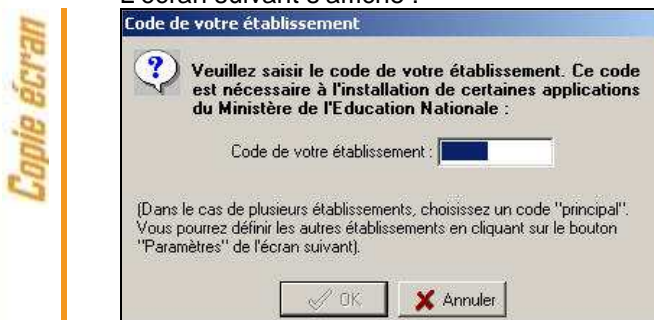 L'écran suivant s'affiche :
Copie écran
Code de votre établissement
Veuillez saisir le code de votre établissement. Ce code
est nécessaire à l'installation de certaines applications
du Ministère de l'Education Nationale :
Code de votre établissement :
(Dans le cas de plusieurs établissements, choisissez un code "principal".
Vous pourrez définir les autres établissements en cliquant sur le bouton
"Paramètres" de l'écran suivant).
OK
Annuler